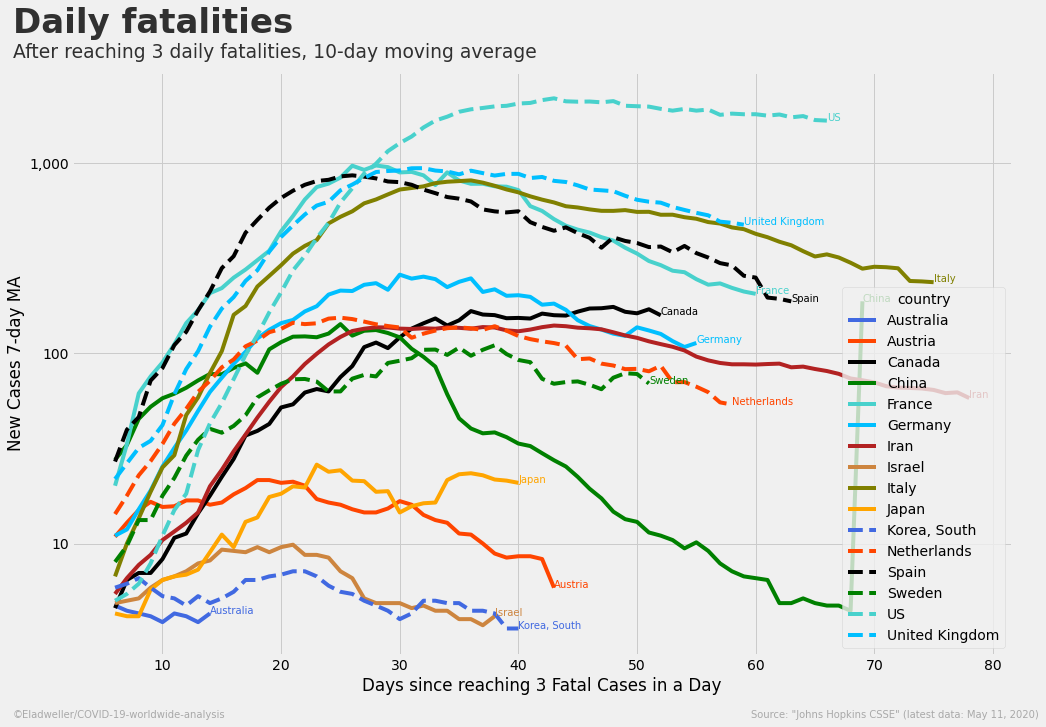 Daily fatalities
After reaching 3 daily fatalities, 10-day moving average
New Cases 7-day MA
1,000
100
10
US
United Kingdom
Italy
France
China
Spain
Canada
Germany
Sweden
Iran
Netherlands
Japan
Austria
Australia
Israel
Korea, South
country
Australia
Austria
Canada
China
France
Germany
Iran
Israel
Italy
Japan
Korea, South
Netherlands
Spain
Sweden
US
United Kingdom
10 20 30 40 50 60 70 80
Days since reaching 3 Fatal Cases in a Day
©Eladweller/COVID-19-worldwide-analysis
Source: "Johns Hopkins CSSE" (latest data: May 11, 2020)